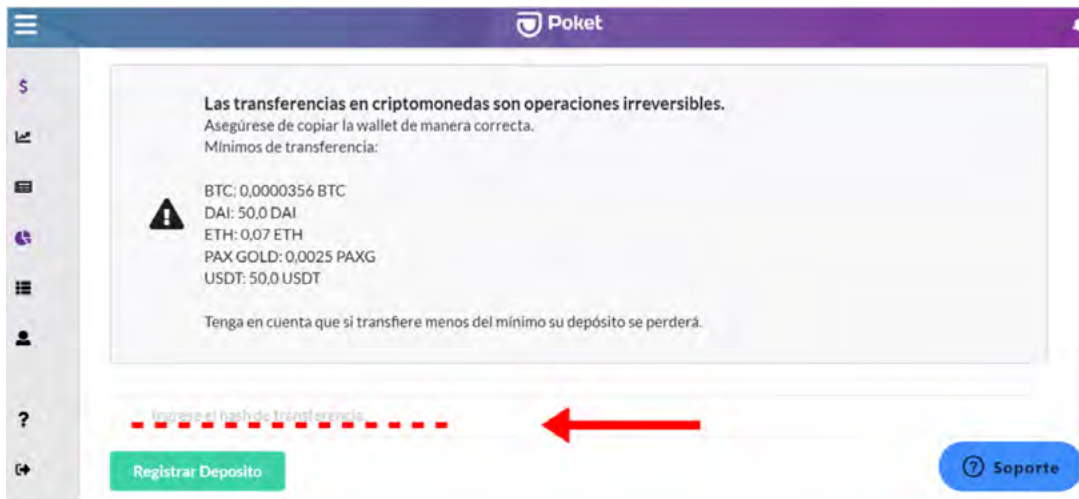 Poket
Las transferencias en criptomonedas son operaciones irreversibles.
Asegúrese de copiar la wallet de manera correcta.
Mínimos de transferencia:
BTC: 0,0000356 BTC
DAI: 50,0 DAI
ETH: 0,07 ETH
PAX GOLD: 0,0025 PAXG
USDT: 50,0 USDT
Tenga en cuenta que si transfiere menos del mínimo su depósito se perderá.
Ingrese el hash de transferencia
Registrar Deposito
Soporte